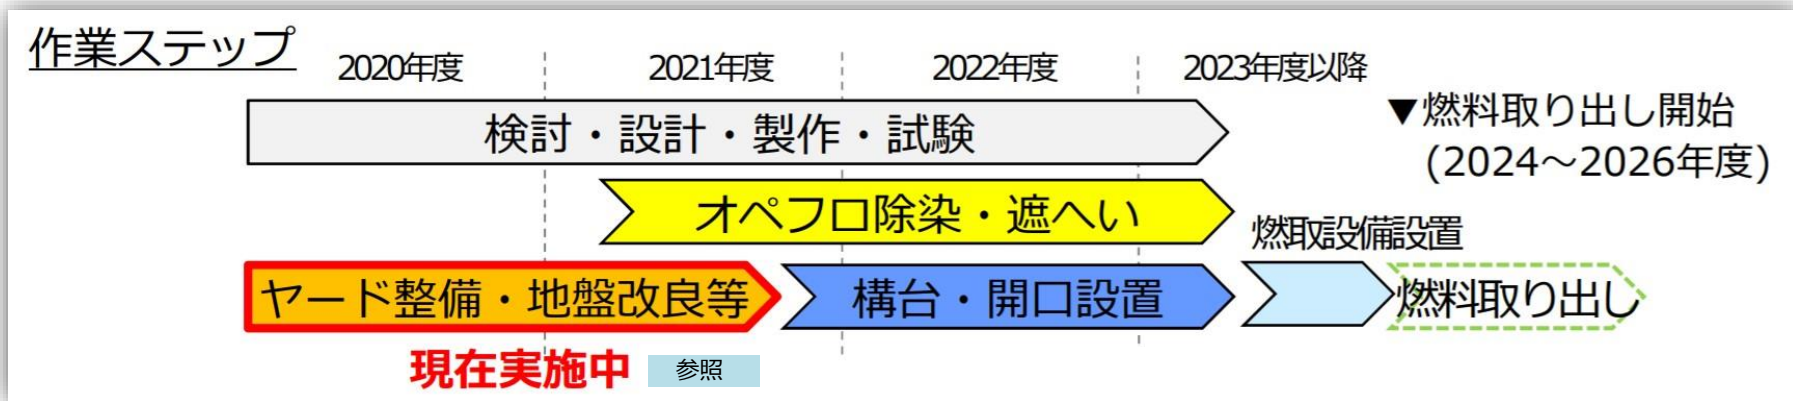 作業ステップ
2020年度
2021年度
2022年度
2023年度以降
検討・設計・製作・試験
▼燃料取り出し開始
(2024～2026年度)
オペフロ除染・遮へい
燃取設備設置
ヤード整備・地盤改良等
構台・開口設置
燃料取り出し
現在実施中
参照